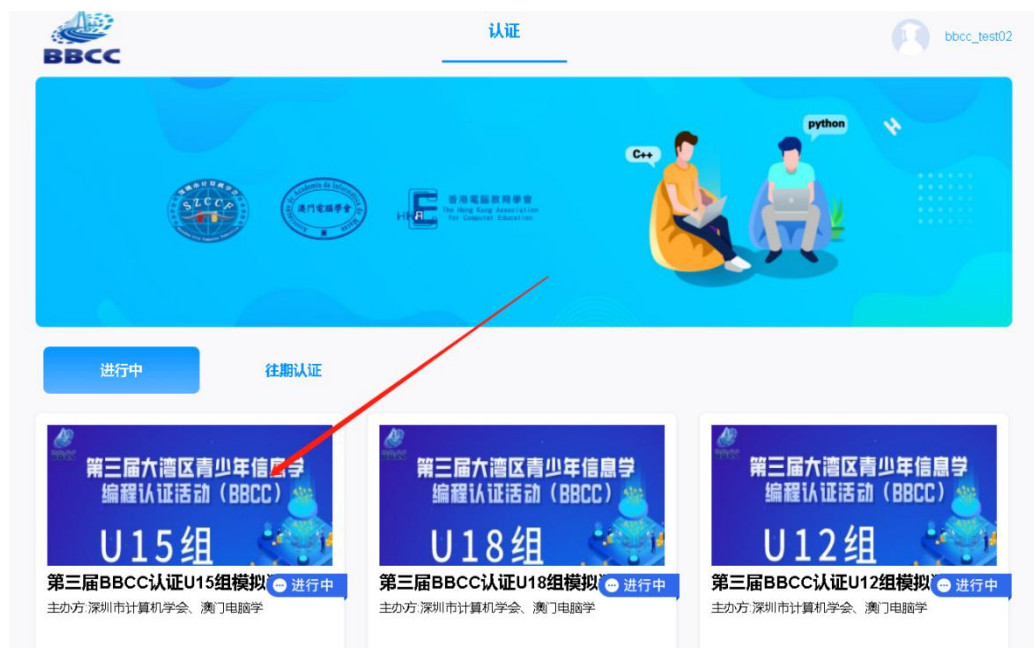 BBCC
认证
bbcc_test02
python
C++
SZCCF
澳門電腦學會
香港電腦教育學會
The Hong Kong Association
for Computer Education
进行中
往期认证
第三届大湾区青少年信息学
编程认证活动（BBCC）
U15组
第三届BBCC认证U15组模拟
进行中
主办方:深圳市计算机学会、澳门电脑学
第三届大湾区青少年信息学
编程认证活动（BBCC）
U18组
第三届BBCC认证U18组模拟
进行中
主办方:深圳市计算机学会、澳门电脑学
第三届大湾区青少年信息学
编程认证活动（BBCC）
U12组
第三届BBCC认证U12组模拟
进行中
主办方:深圳市计算机学会、澳门电脑学